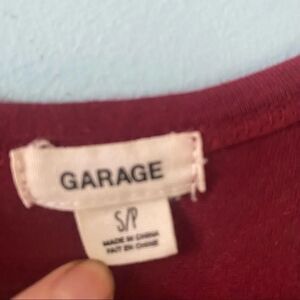 GARAGE
S/P
MADE IN CHINA
FAIT EN CHINE